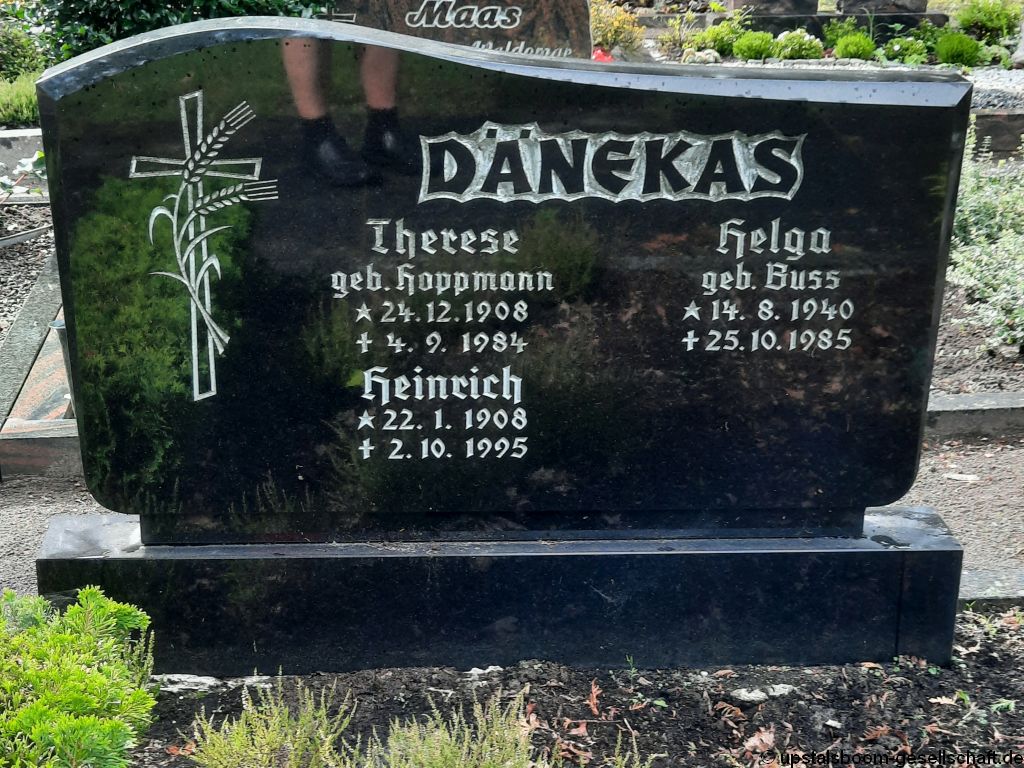 Maas
Waldemar
DÄNEKAS
Therese
geb. Hoppmann
★ 24.12.1908
✝ 4. 9. 1984
Heinrich
★ 22. 1. 1908
✝ 2. 10. 1995
Helga
geb. Buss
★ 14. 8. 1940
✝ 25. 10. 1985
© upstalsboom-gesellschaft.de